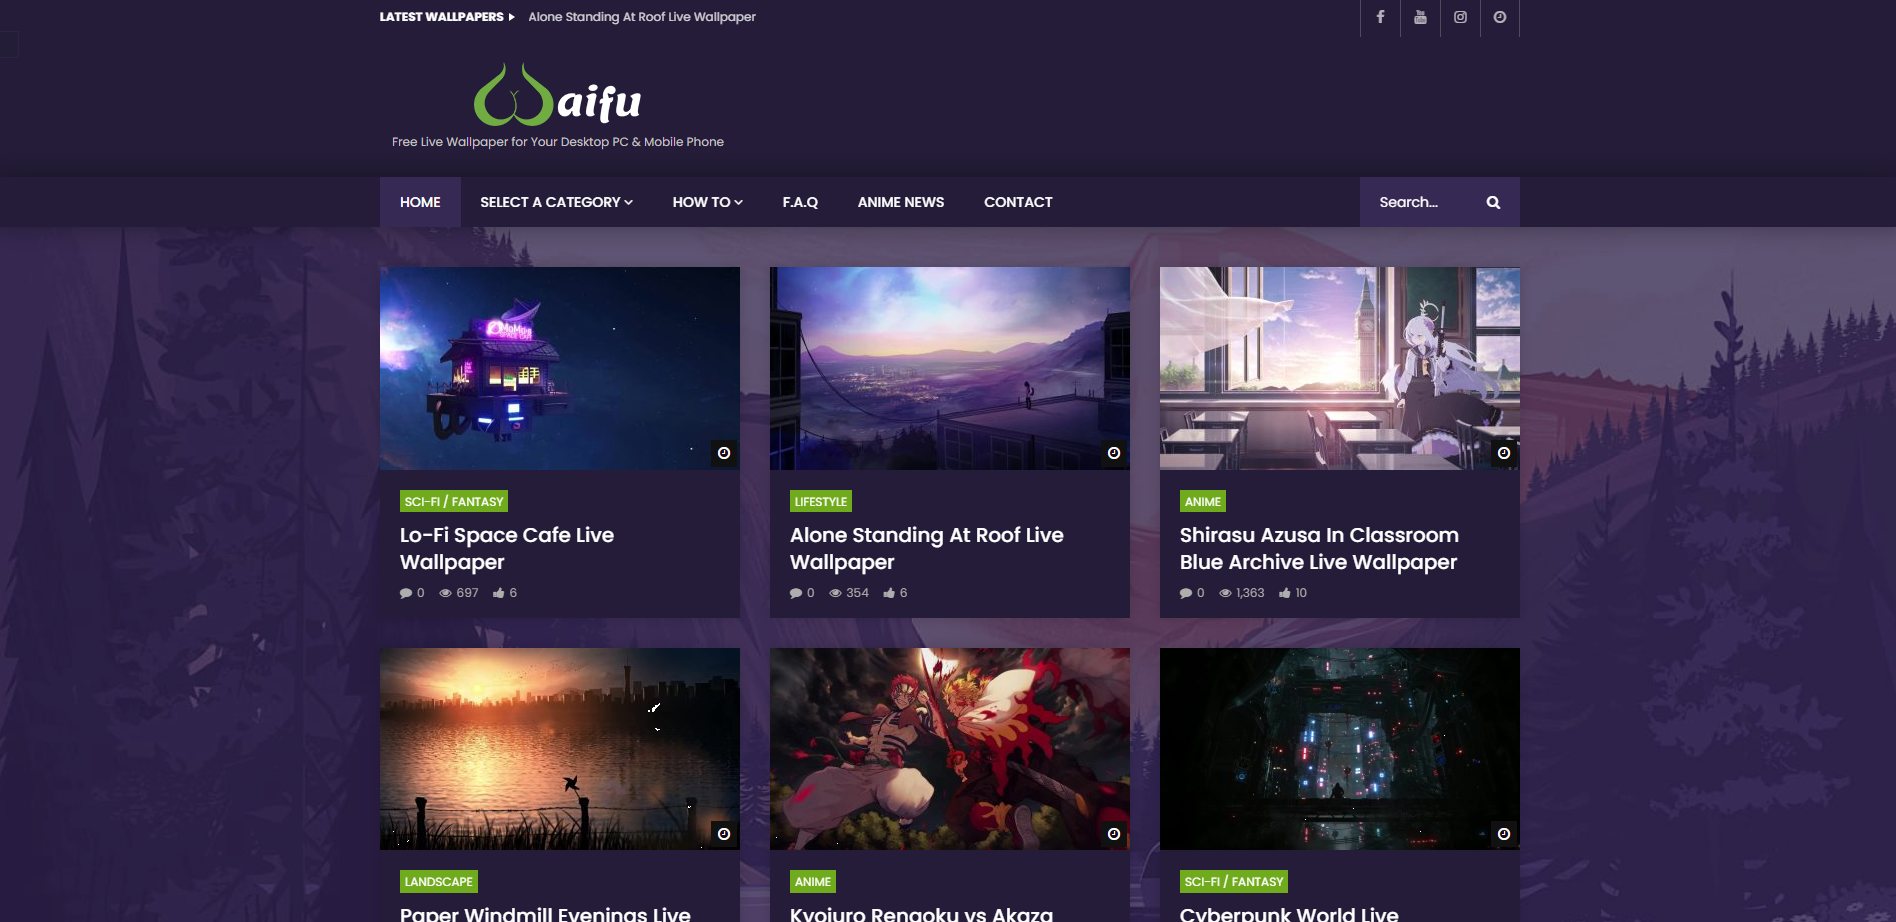 LATEST WALLPAPERS Alone Standing At Roof Live Wallpaper
Waifu
Free Live Wallpaper for Your Desktop PC & Mobile Phone
HOME SELECT A CATEGORY HOW TO F.A.Q ANIME NEWS CONTACT Search...
MoMo's
SPACE CAFE
SCI-FI / FANTASY
Lo-Fi Space Cafe Live
Wallpaper
0 697 6
LIFESTYLE
Alone Standing At Roof Live
Wallpaper
0 354 6
ANIME
Shirasu Azusa In Classroom
Blue Archive Live Wallpaper
0 1,363 10
LANDSCAPE
Paper Windmill Evenings Live
ANIME
Kyojuro Rengoku vs Akaza
SCI-FI / FANTASY
Cyberpunk World Live